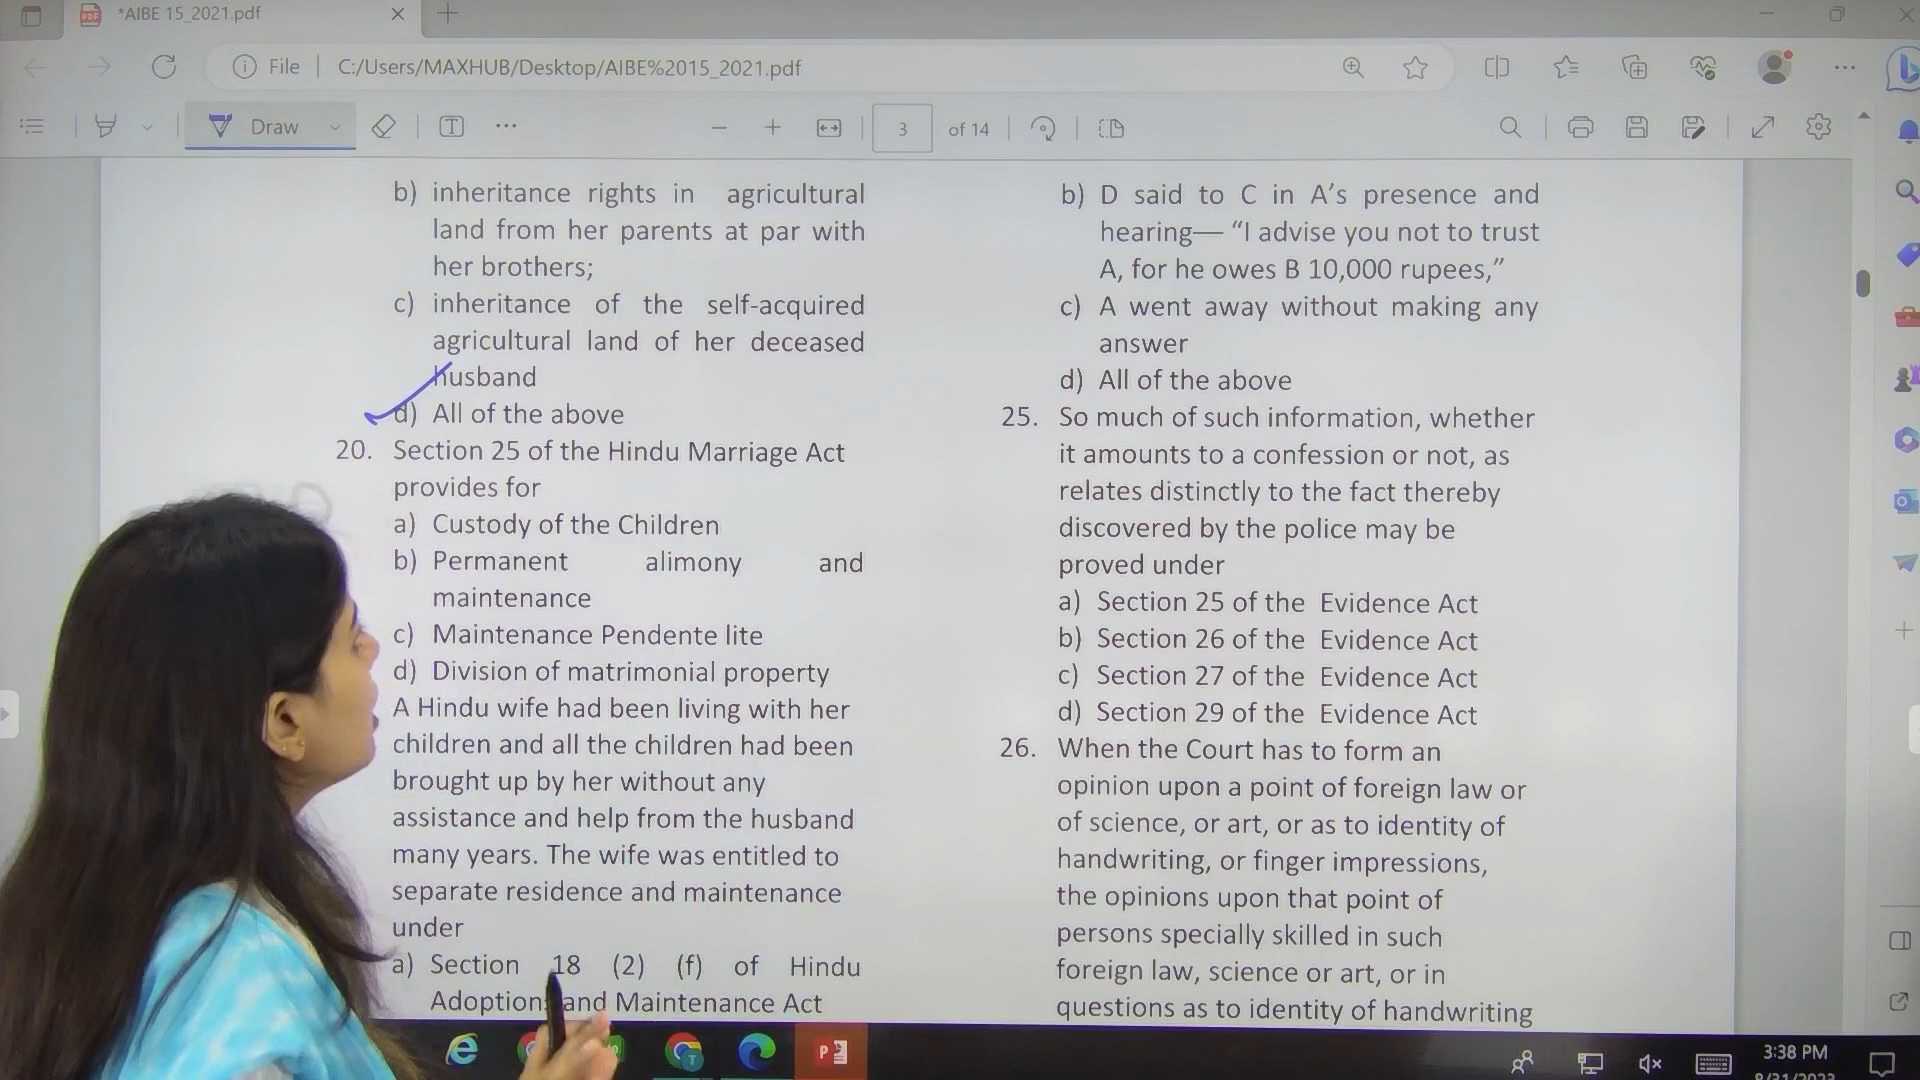 *AIBE 15_2021.pdf
File
C:/Users/MAXHUB/Desktop/AIBE%2015_2021.pdf
Draw
3
of 14
b) inheritance rights in agricultural
land from her parents at par with
her brothers;
c) inheritance of the self-acquired
agricultural land of her deceased
husband
d) All of the above
20. Section 25 of the Hindu Marriage Act
provides for
a) Custody of the Children
b) Permanent alimony and
maintenance
c) Maintenance Pendente lite
d) Division of matrimonial property
A Hindu wife had been living with her
children and all the children had been
brought up by her without any
assistance and help from the husband
many years. The wife was entitled to
separate residence and maintenance
under
a) Section 18 (2) (f) of Hindu
Adoption and Maintenance Act
b) D said to C in A’s presence and
hearing— “I advise you not to trust
A, for he owes B 10,000 rupees,”
c) A went away without making any
answer
d) All of the above
25. So much of such information, whether
it amounts to a confession or not, as
relates distinctly to the fact thereby
discovered by the police may be
proved under
a) Section 25 of the Evidence Act
b) Section 26 of the Evidence Act
c) Section 27 of the Evidence Act
d) Section 29 of the Evidence Act
26. When the Court has to form an
opinion upon a point of foreign law or
of science, or art, or as to identity of
handwriting, or finger impressions,
the opinions upon that point of
persons specially skilled in such
foreign law, science or art, or in
questions as to identity of handwriting
3:38 PM